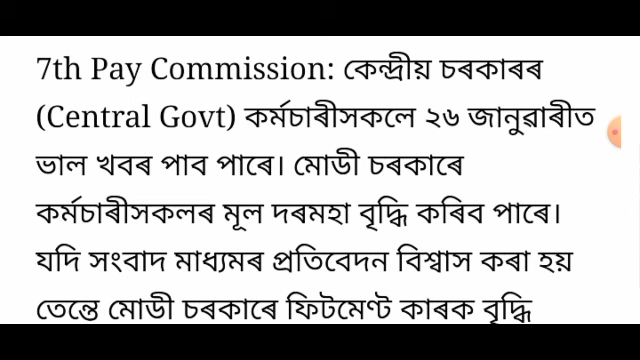 7th Pay Commission: কেন্দ্ৰীয় চৰকাৰৰ
(Central Govt) কৰ্মচাৰীসকলে ২৬ জানুৱাৰীত
ভাল খবৰ পাব পাৰে। মোডী চৰকাৰে
কৰ্মচাৰীসকলৰ মূল দৰমহা বৃদ্ধি কৰিব পাৰে।
যদি সংবাদ মাধ্যমৰ প্ৰতিবেদন বিশ্বাস কৰা হয়
তেন্তে মোডী চৰকাৰে ফিটমেণ্ট কাৰক বৃদ্ধি